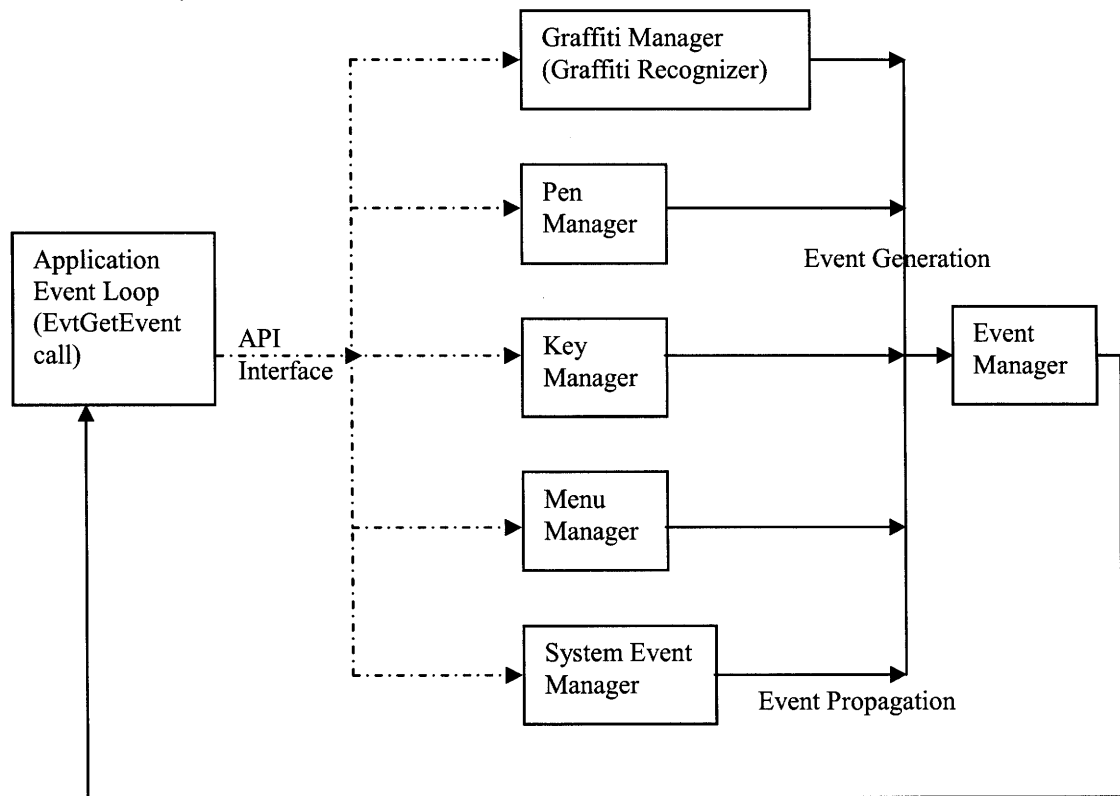 Graffiti Manager
(Graffiti Recognizer)
Pen
Manager
Application
Event Loop
(EvtGetEvent
call)
Event Generation
API
Interface
Key
Manager
Event
Manager
Menu
Manager
System Event
Manager
Event Propagation